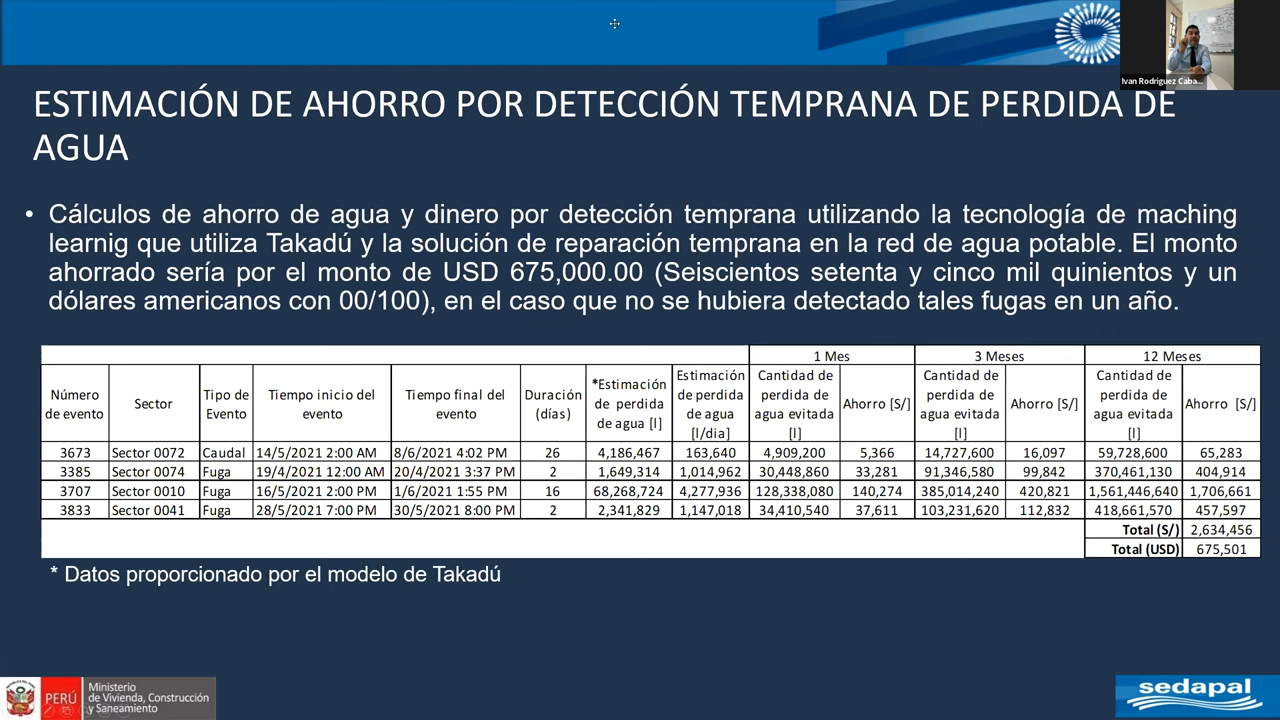 Ivan Rodriguez Caba...
ESTIMACIÓN DE AHORRO POR DETECCIÓN TEMPRANA DE PERDIDA DE
AGUA
• Cálculos de ahorro de agua y dinero por detección temprana utilizando la tecnología de maching
learnig que utiliza Takadú y la solución de reparación temprana en la red de agua potable. El monto
ahorrado sería por el monto de USD 675,000.00 (Seiscientos setenta y cinco mil quinientos y un
dólares americanos con 00/100), en el caso que no se hubiera detectado tales fugas en un año.
1 Mes 3 Meses 12 Meses
Número de evento Sector Tipo de Evento Tiempo inicio del evento Tiempo final del evento Duración (días) *Estimación de perdida de agua [l] Estimación de perdida de agua [l/dia] Cantidad de perdida de agua evitada [l] Ahorro [S/] Cantidad de perdida de agua evitada [l] Ahorro [S/] Cantidad de perdida de agua evitada [l] Ahorro [S/]
3673 Sector 0072 Caudal 14/5/2021 2:00 AM 8/6/2021 4:02 PM 26 4,186,467 163,640 4,909,200 5,366 14,727,600 16,097 59,728,600 65,283
3385 Sector 0074 Fuga 19/4/2021 12:00 AM 20/4/2021 3:37 PM 2 1,649,314 1,014,962 30,448,860 33,281 91,346,580 99,842 370,461,130 404,914
3707 Sector 0010 Fuga 16/5/2021 2:00 PM 1/6/2021 1:55 PM 16 68,268,724 4,277,936 128,338,080 140,274 385,014,240 420,821 1,561,446,640 1,706,661
3833 Sector 0041 Fuga 28/5/2021 7:00 PM 30/5/2021 8:00 PM 2 2,341,829 1,147,018 34,410,540 37,611 103,231,620 112,832 418,661,570 457,597
Total (S/) 2,634,456
Total (USD) 675,501
* Datos proporcionado por el modelo de Takadú
PERÚ
Ministerio
de Vivienda, Construcción
y Saneamiento
sedapal